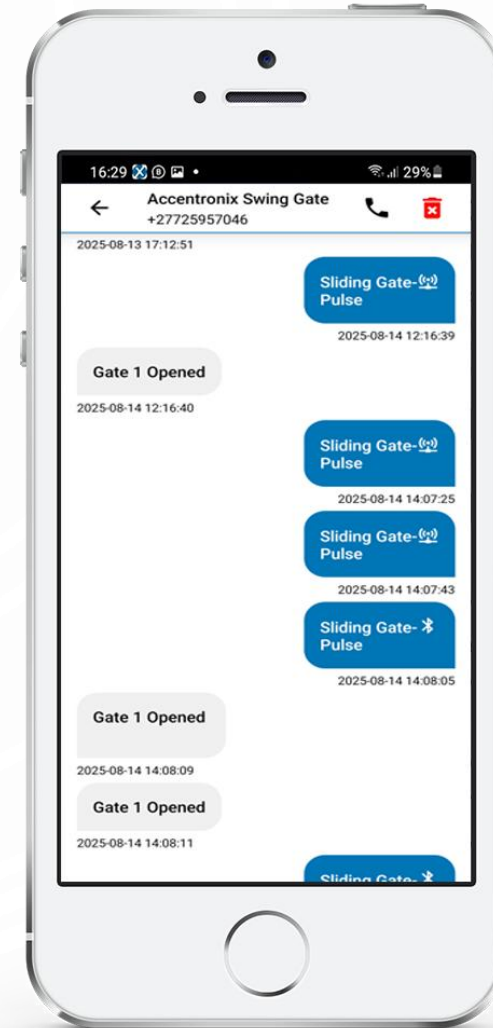 16:29
29%
Accentronix Swing Gate
+27725957046
2025-08-13 17:12:51
Sliding Gate-
Pulse
2025-08-14 12:16:39
Gate 1 Opened
2025-08-14 12:16:40
Sliding Gate-
Pulse
2025-08-14 14:07:25
Sliding Gate-
Pulse
2025-08-14 14:07:43
Sliding Gate-
Pulse
2025-08-14 14:08:05
Gate 1 Opened
2025-08-14 14:08:09
Gate 1 Opened
2025-08-14 14:08:11
Sliding Gate-